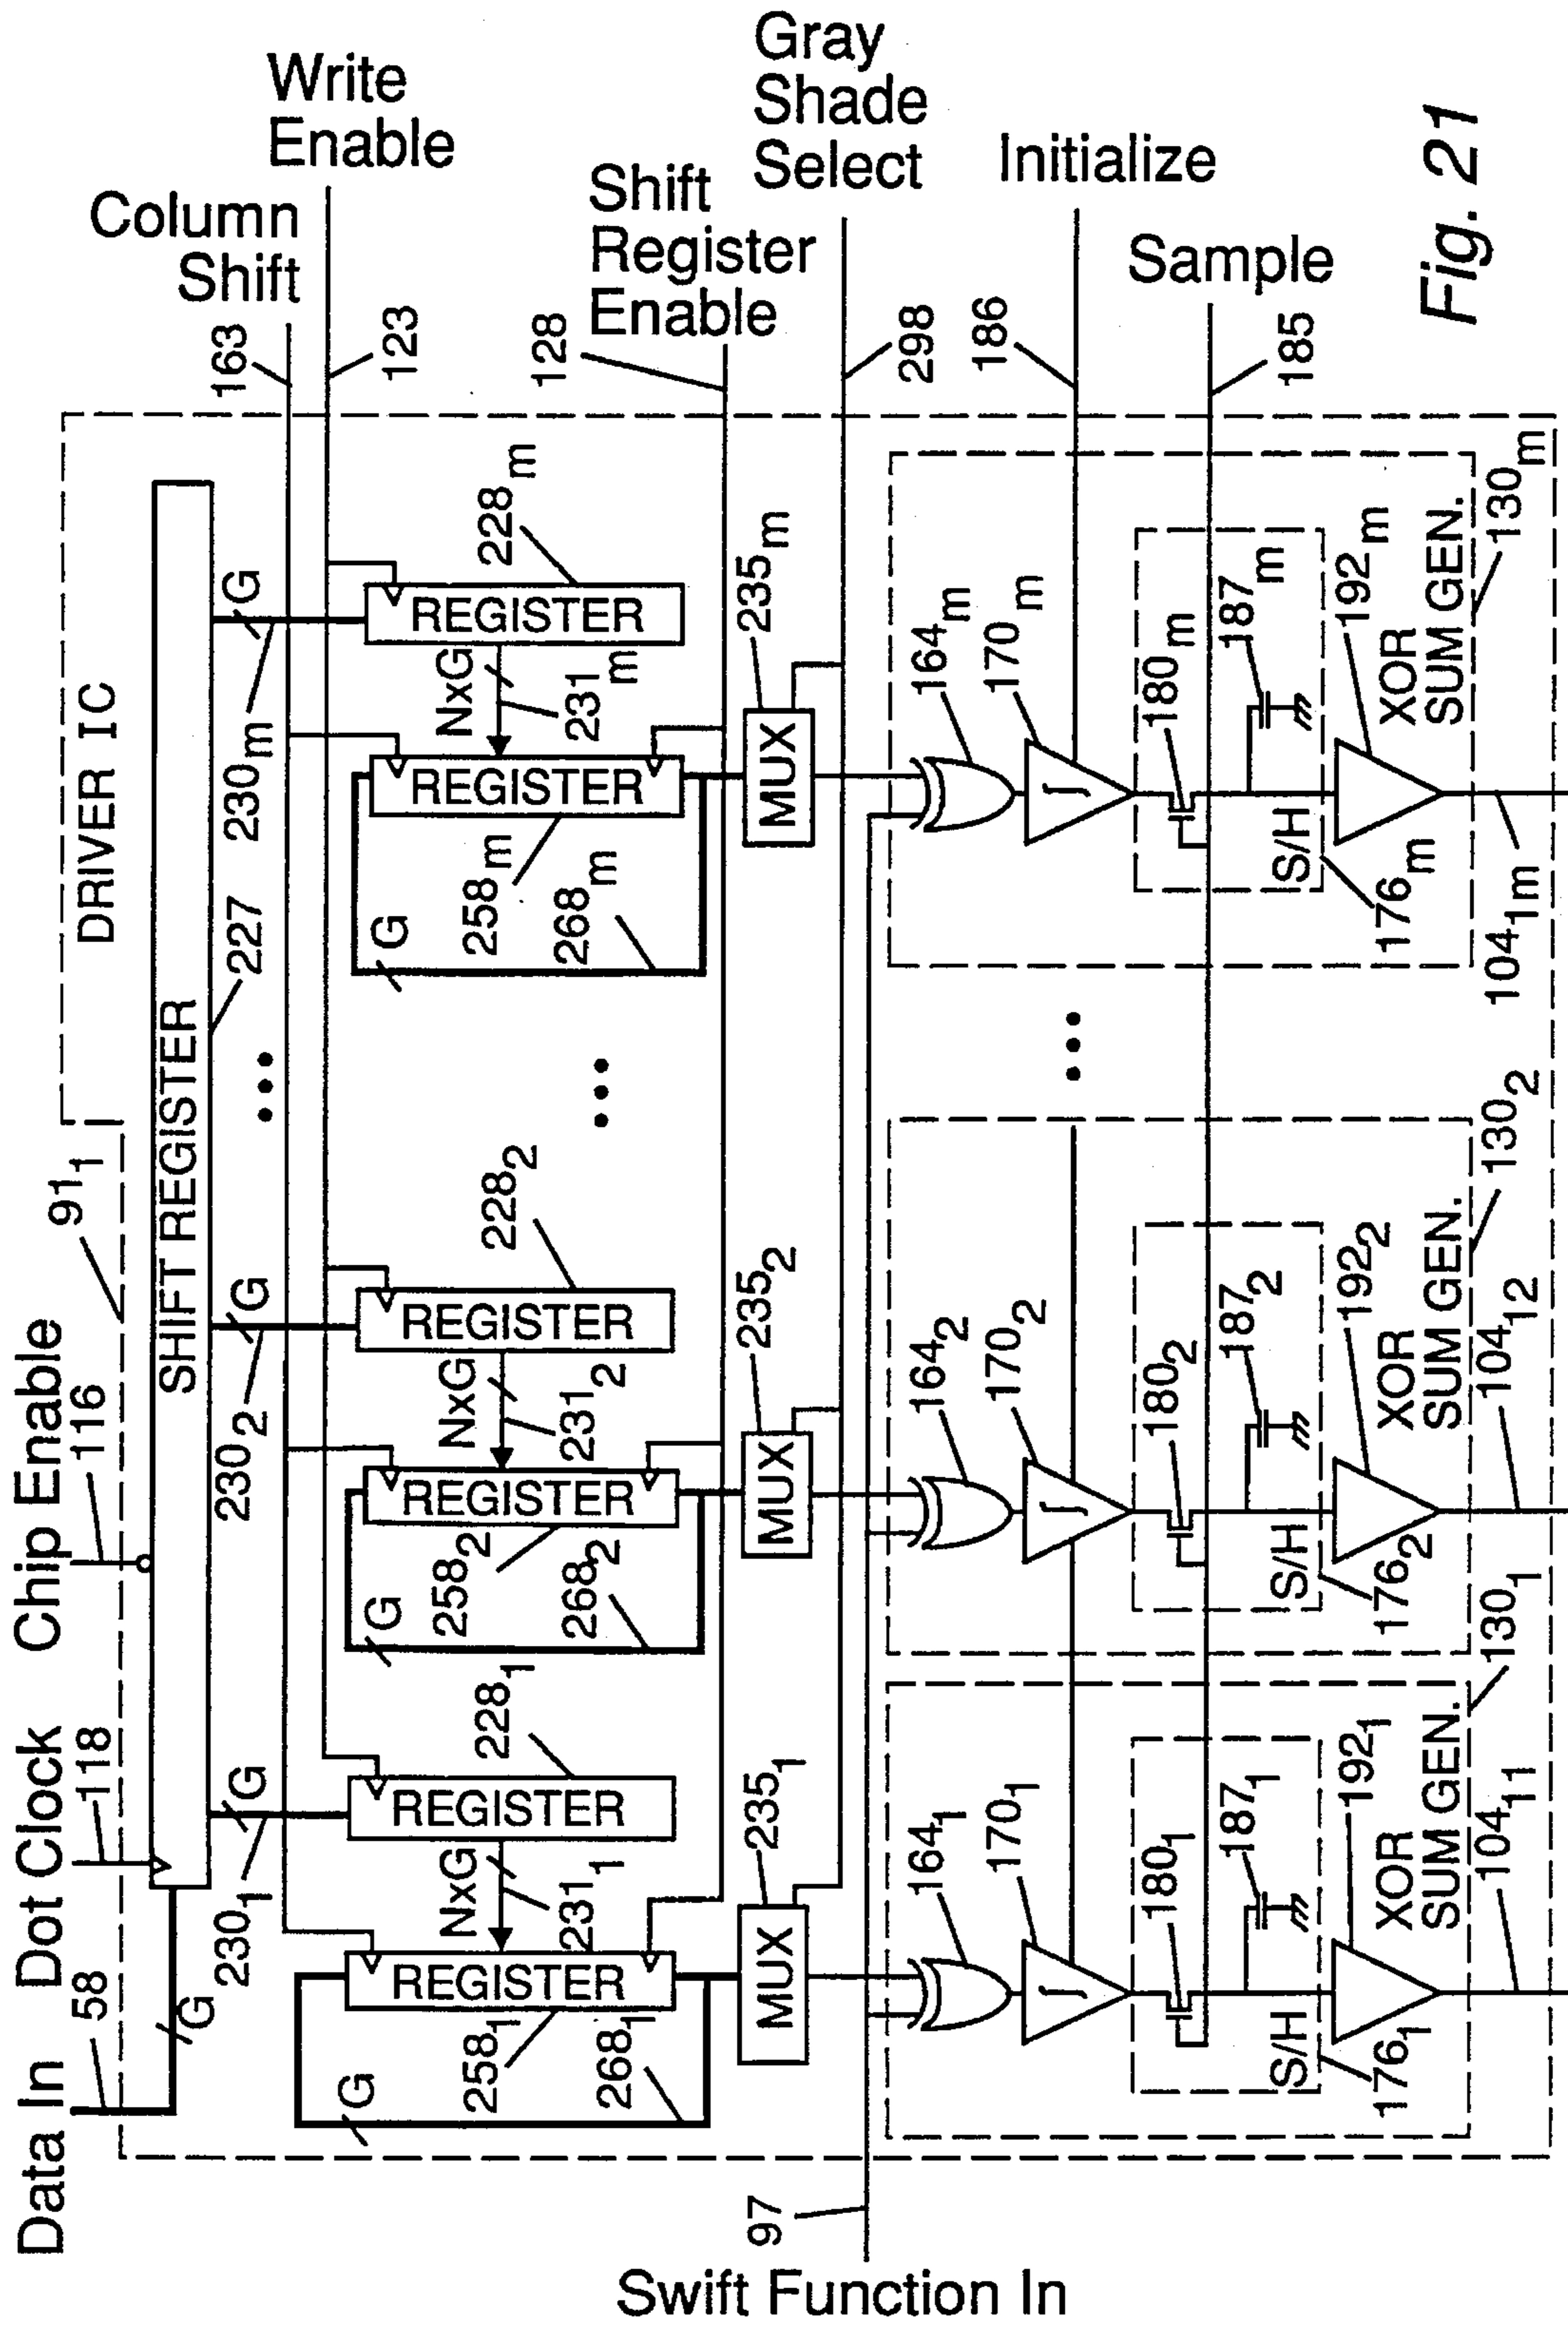 Data In
58
Dot Clock
118
Chip Enable
116
91₁
DRIVER IC
G
SHIFT REGISTER
227
Column
Shift
163
Write
Enable
123
230₁
G
230₂
G
230ₘ
G
...
REGISTER
228₁
REGISTER
228₂
REGISTER
228ₘ
NxG
231₁
NxG
231₂
NxG
231ₘ
...
G
REGISTER
258₁
268₁
G
REGISTER
258₂
268₂
G
REGISTER
258ₘ
268ₘ
128
Shift
Register
Enable
MUX
235₁
MUX
235₂
MUX
235ₘ
298
Gray
Shade
Select
97
Swift Function In
164₁
164₂
164ₘ
∫
170₁
∫
170₂
∫
170ₘ
...
186
Initialize
180₁
187₁
S/H
176₁
180₂
187₂
S/H
176₂
180ₘ
187ₘ
S/H
176ₘ
185
Sample
192₁
XOR
SUM GEN.
130₁
192₂
XOR
SUM GEN.
130₂
192ₘ
XOR
SUM GEN.
130ₘ
104₁₁
104₁₂
104₁ₘ
Fig. 21